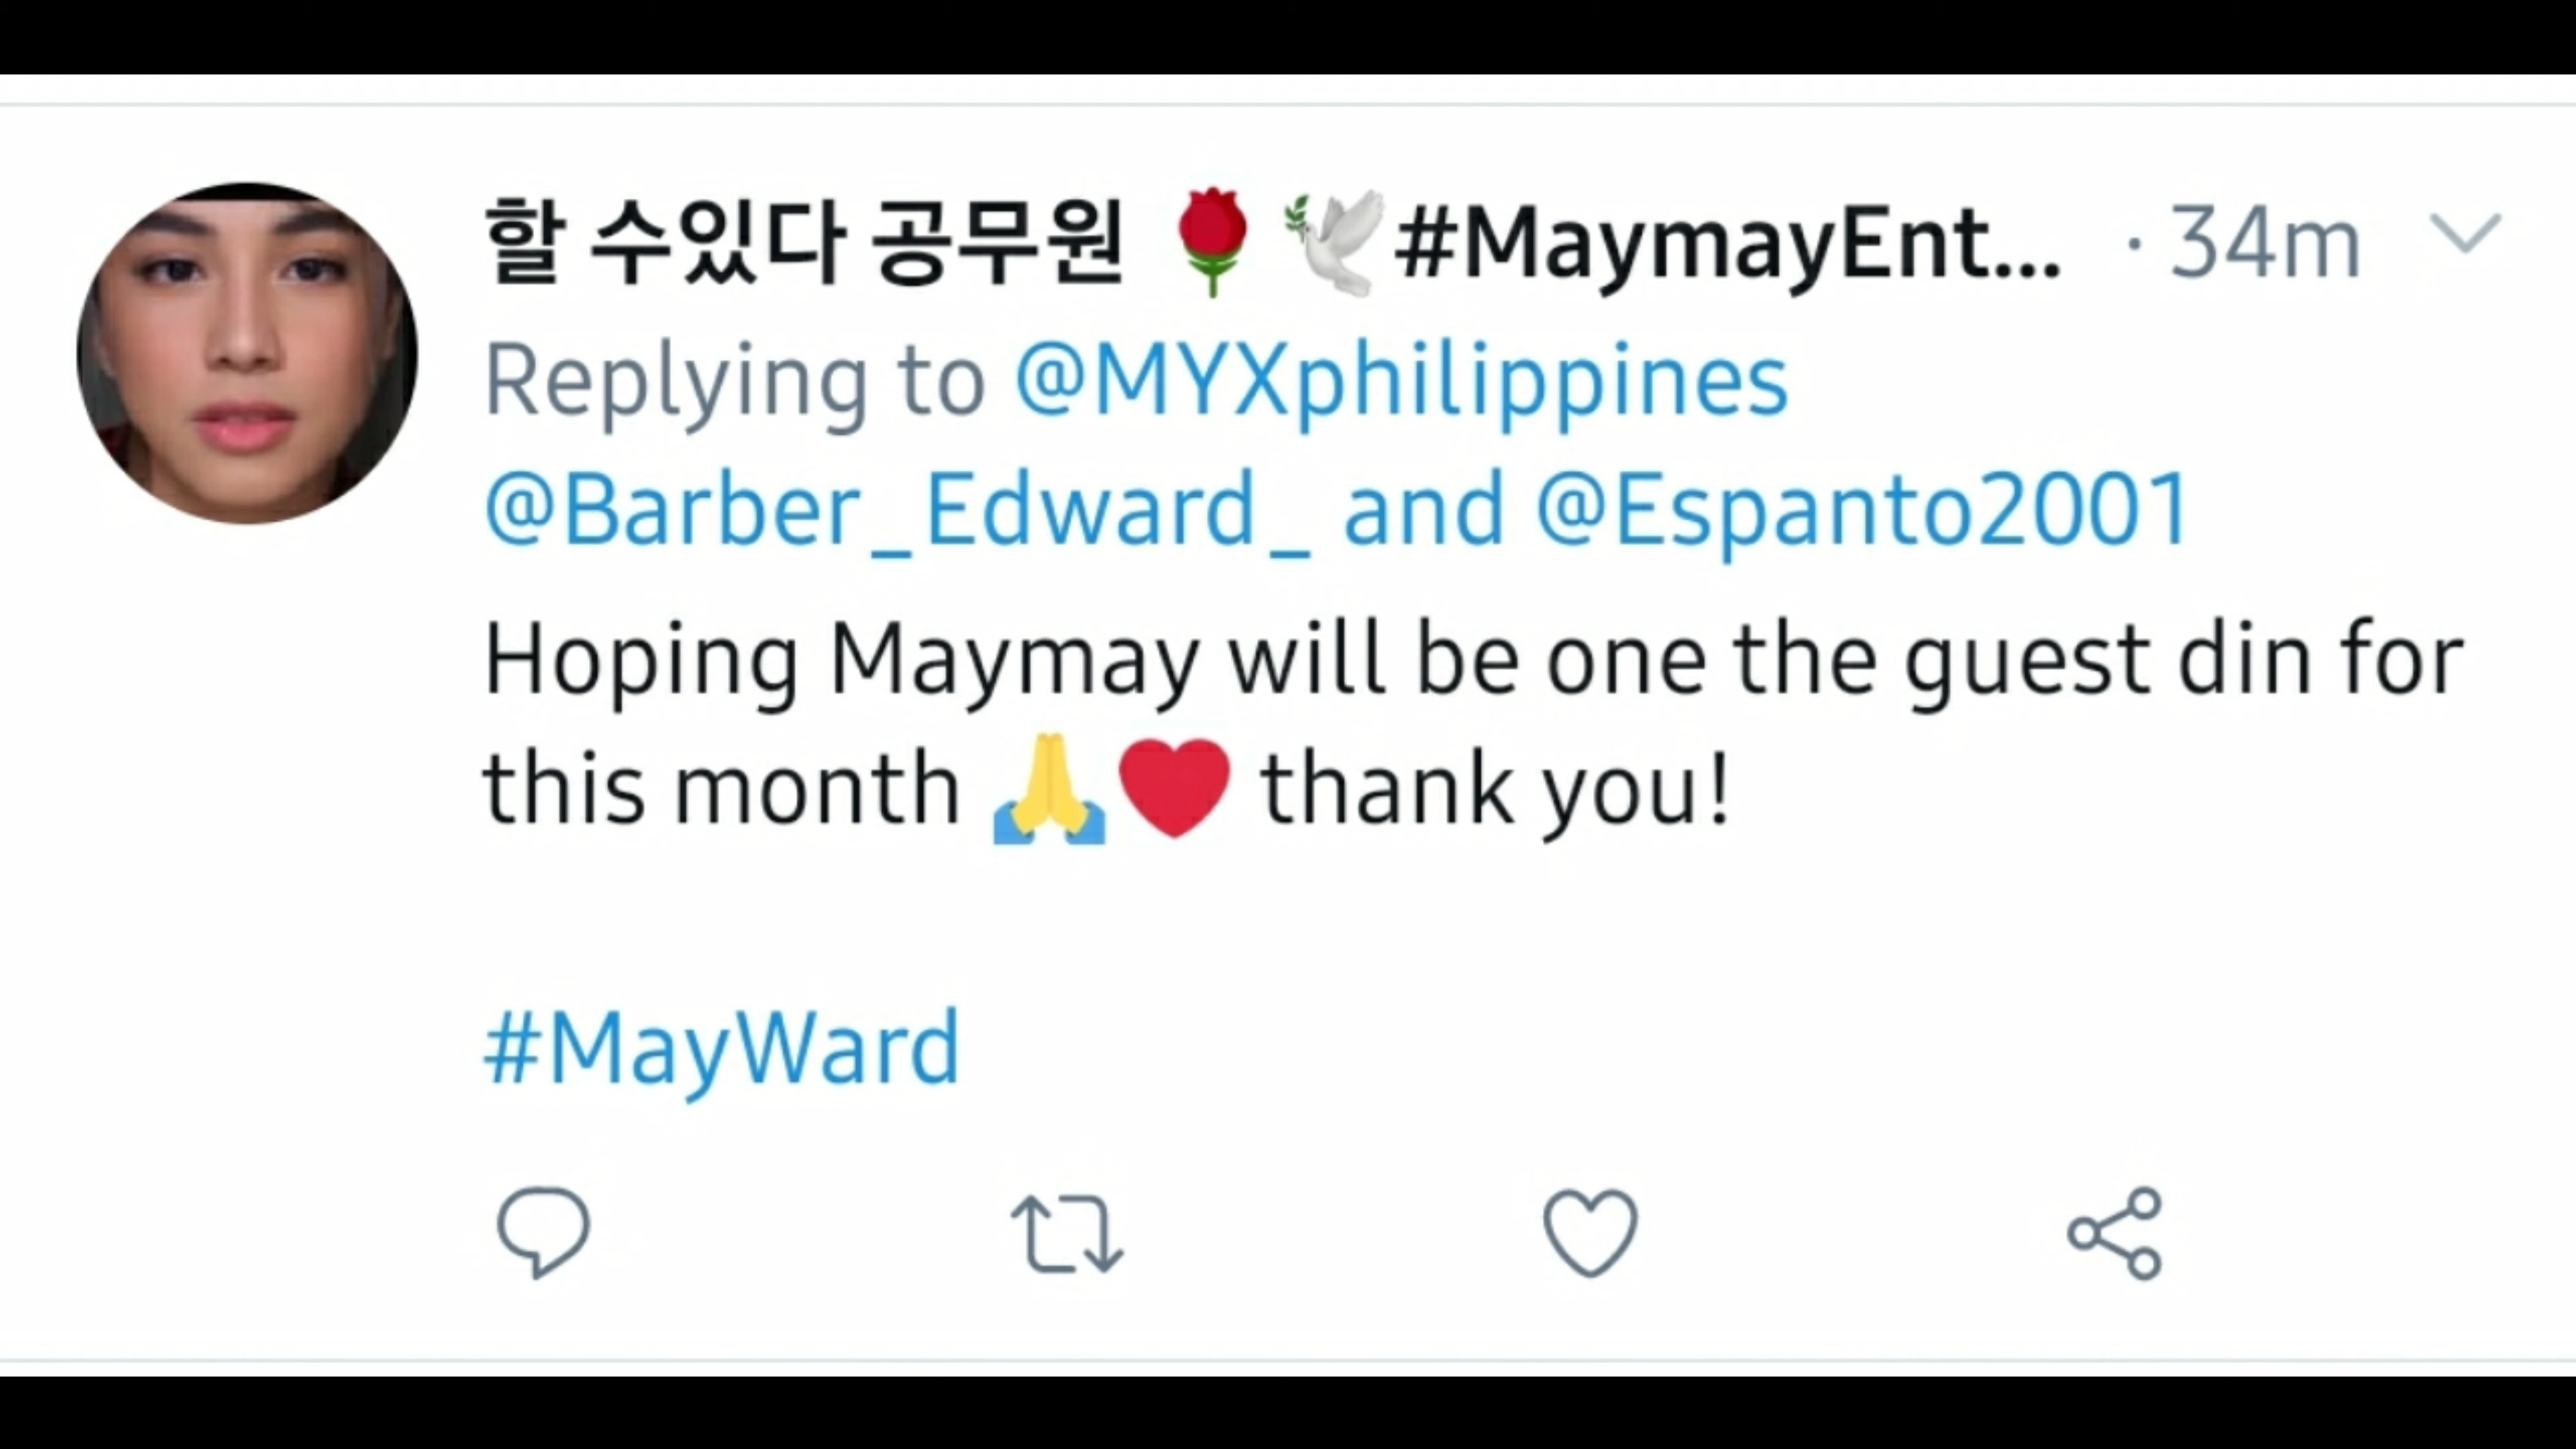 할 수있다 공무원 🌹🕊#MaymayEnt... · 34m
Replying to @MYXphilippines
@Barber_Edward_ and @Espanto2001
Hoping Maymay will be one the guest din for
this month 🙏❤ thank you!
#MayWard